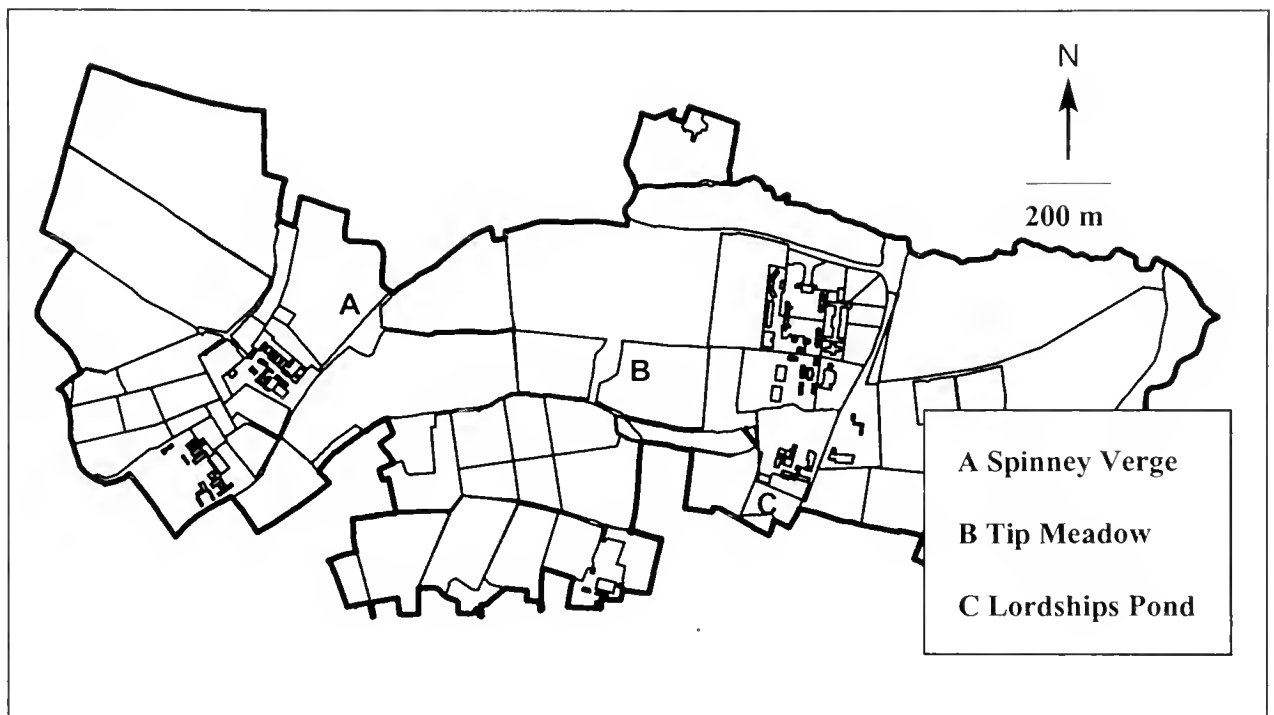 N
200 m
A
B
C
A Spinney Verge
B Tip Meadow
C Lordships Pond